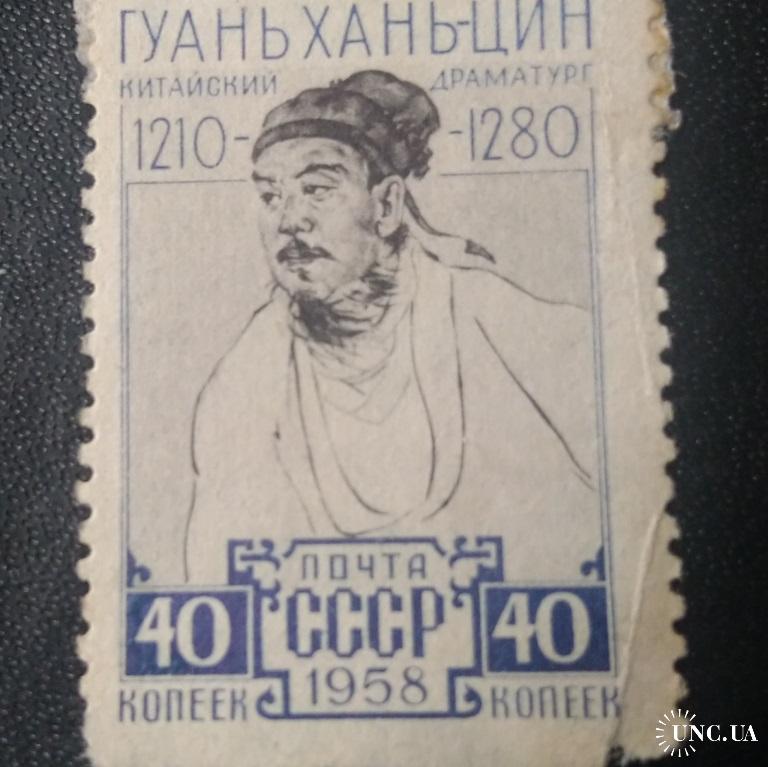 ГУАНЬ ХАНЬ-ЦИН
КИТАЙСКИЙ ДРАМАТУРГ
1210- -1280
ПОЧТА
40 СССР 40
КОПЕЕК 1958 КОПЕЕК
UNC.UA